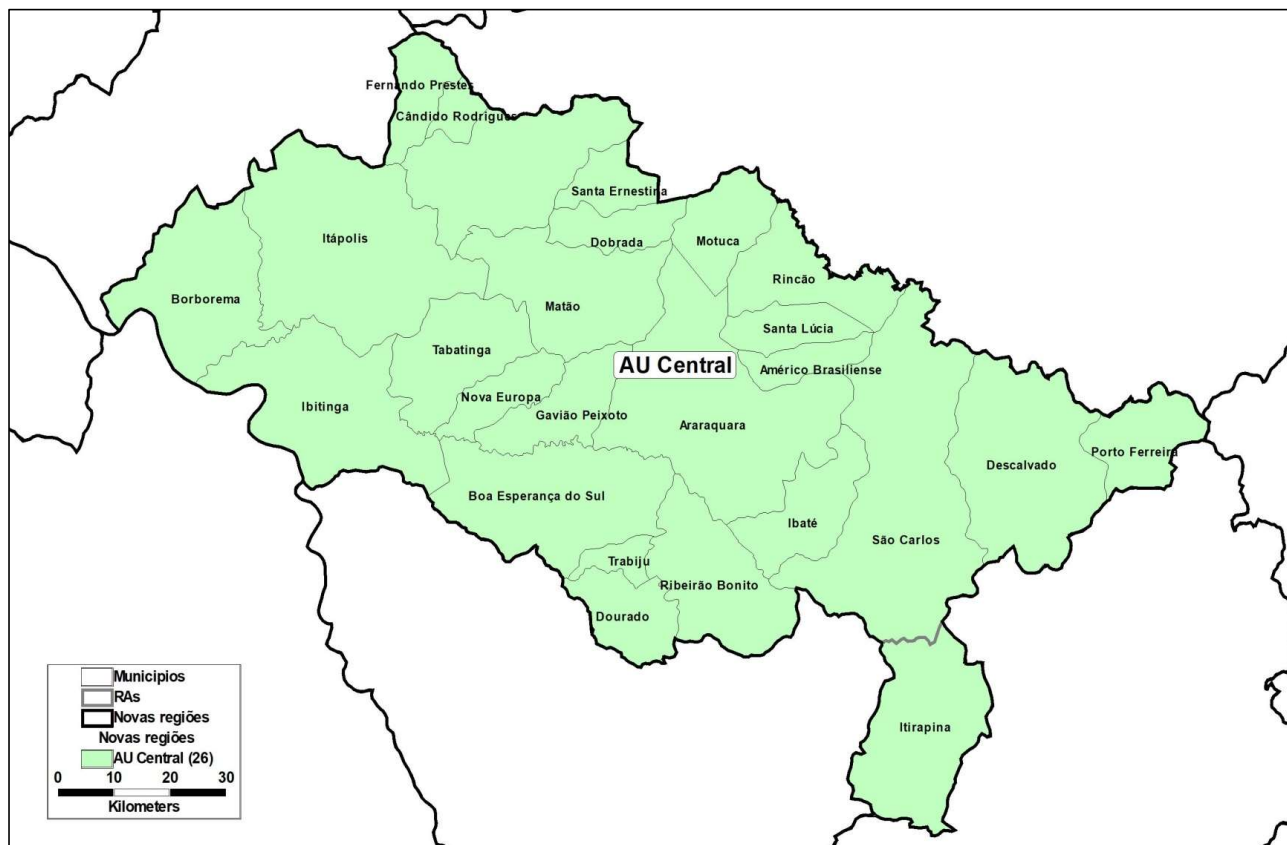 Fernando Prestes
Cândido Rodrigues
Santa Ernestina
Itápolis
Dobrada
Motuca
Rincão
Borborema
Matão
Santa Lúcia
Tabatinga
AU Central
Américo Brasiliense
Nova Europa
Ibitinga
Gavião Peixoto
Araraquara
Porto Ferreira
Descalvado
Boa Esperança do Sul
Ibaté
São Carlos
Trabiju
Ribeirão Bonito
Dourado
Itirapina
Municipios
RAs
Novas regiões
Novas regiões
AU Central (26)
0 10 20 30
Kilometers